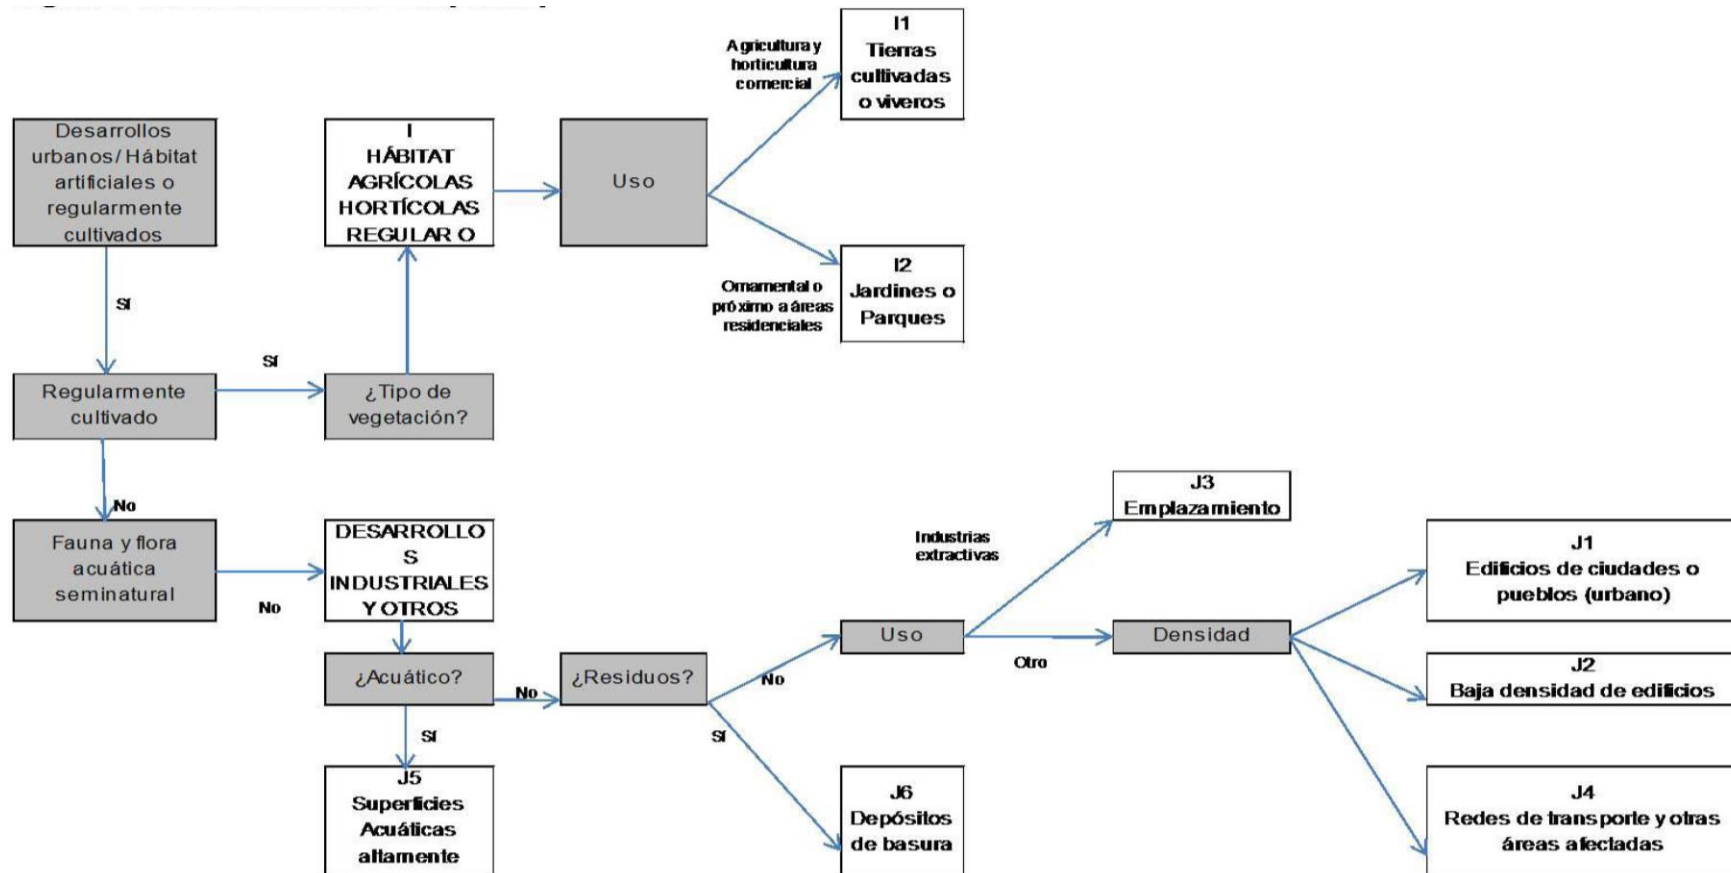 I1
Tierras
cultivadas
o viveros
Agricultura y
horticultura
comercial
Desarrollos
urbanos/ Hábitat
artificiales o
regularmente
cultivados
I
HÁBITAT
AGRÍCOLAS
HORTÍCOLAS
REGULAR O
Uso
I2
Jardines o
Parques
Ornamental o
próximo a áreas
residenciales
Sí
Regularmente
cultivado
Sí
¿Tipo de
vegetación?
No
Fauna y flora
acuática
seminatural
No
DESARROLLO
S
INDUSTRIALES
Y OTROS
¿Acuático?
No
¿Residuos?
Sí
J5
Superficies
Acuáticas
altamente
No
Sí
Uso
J6
Depósitos
de basura
Industrias
extractivas
J3
Emplazamiento
Otro
Densidad
J1
Edificios de ciudades o
pueblos (urbano)
J2
Baja densidad de edificios
J4
Redes de transporte y otras
áreas afectadas